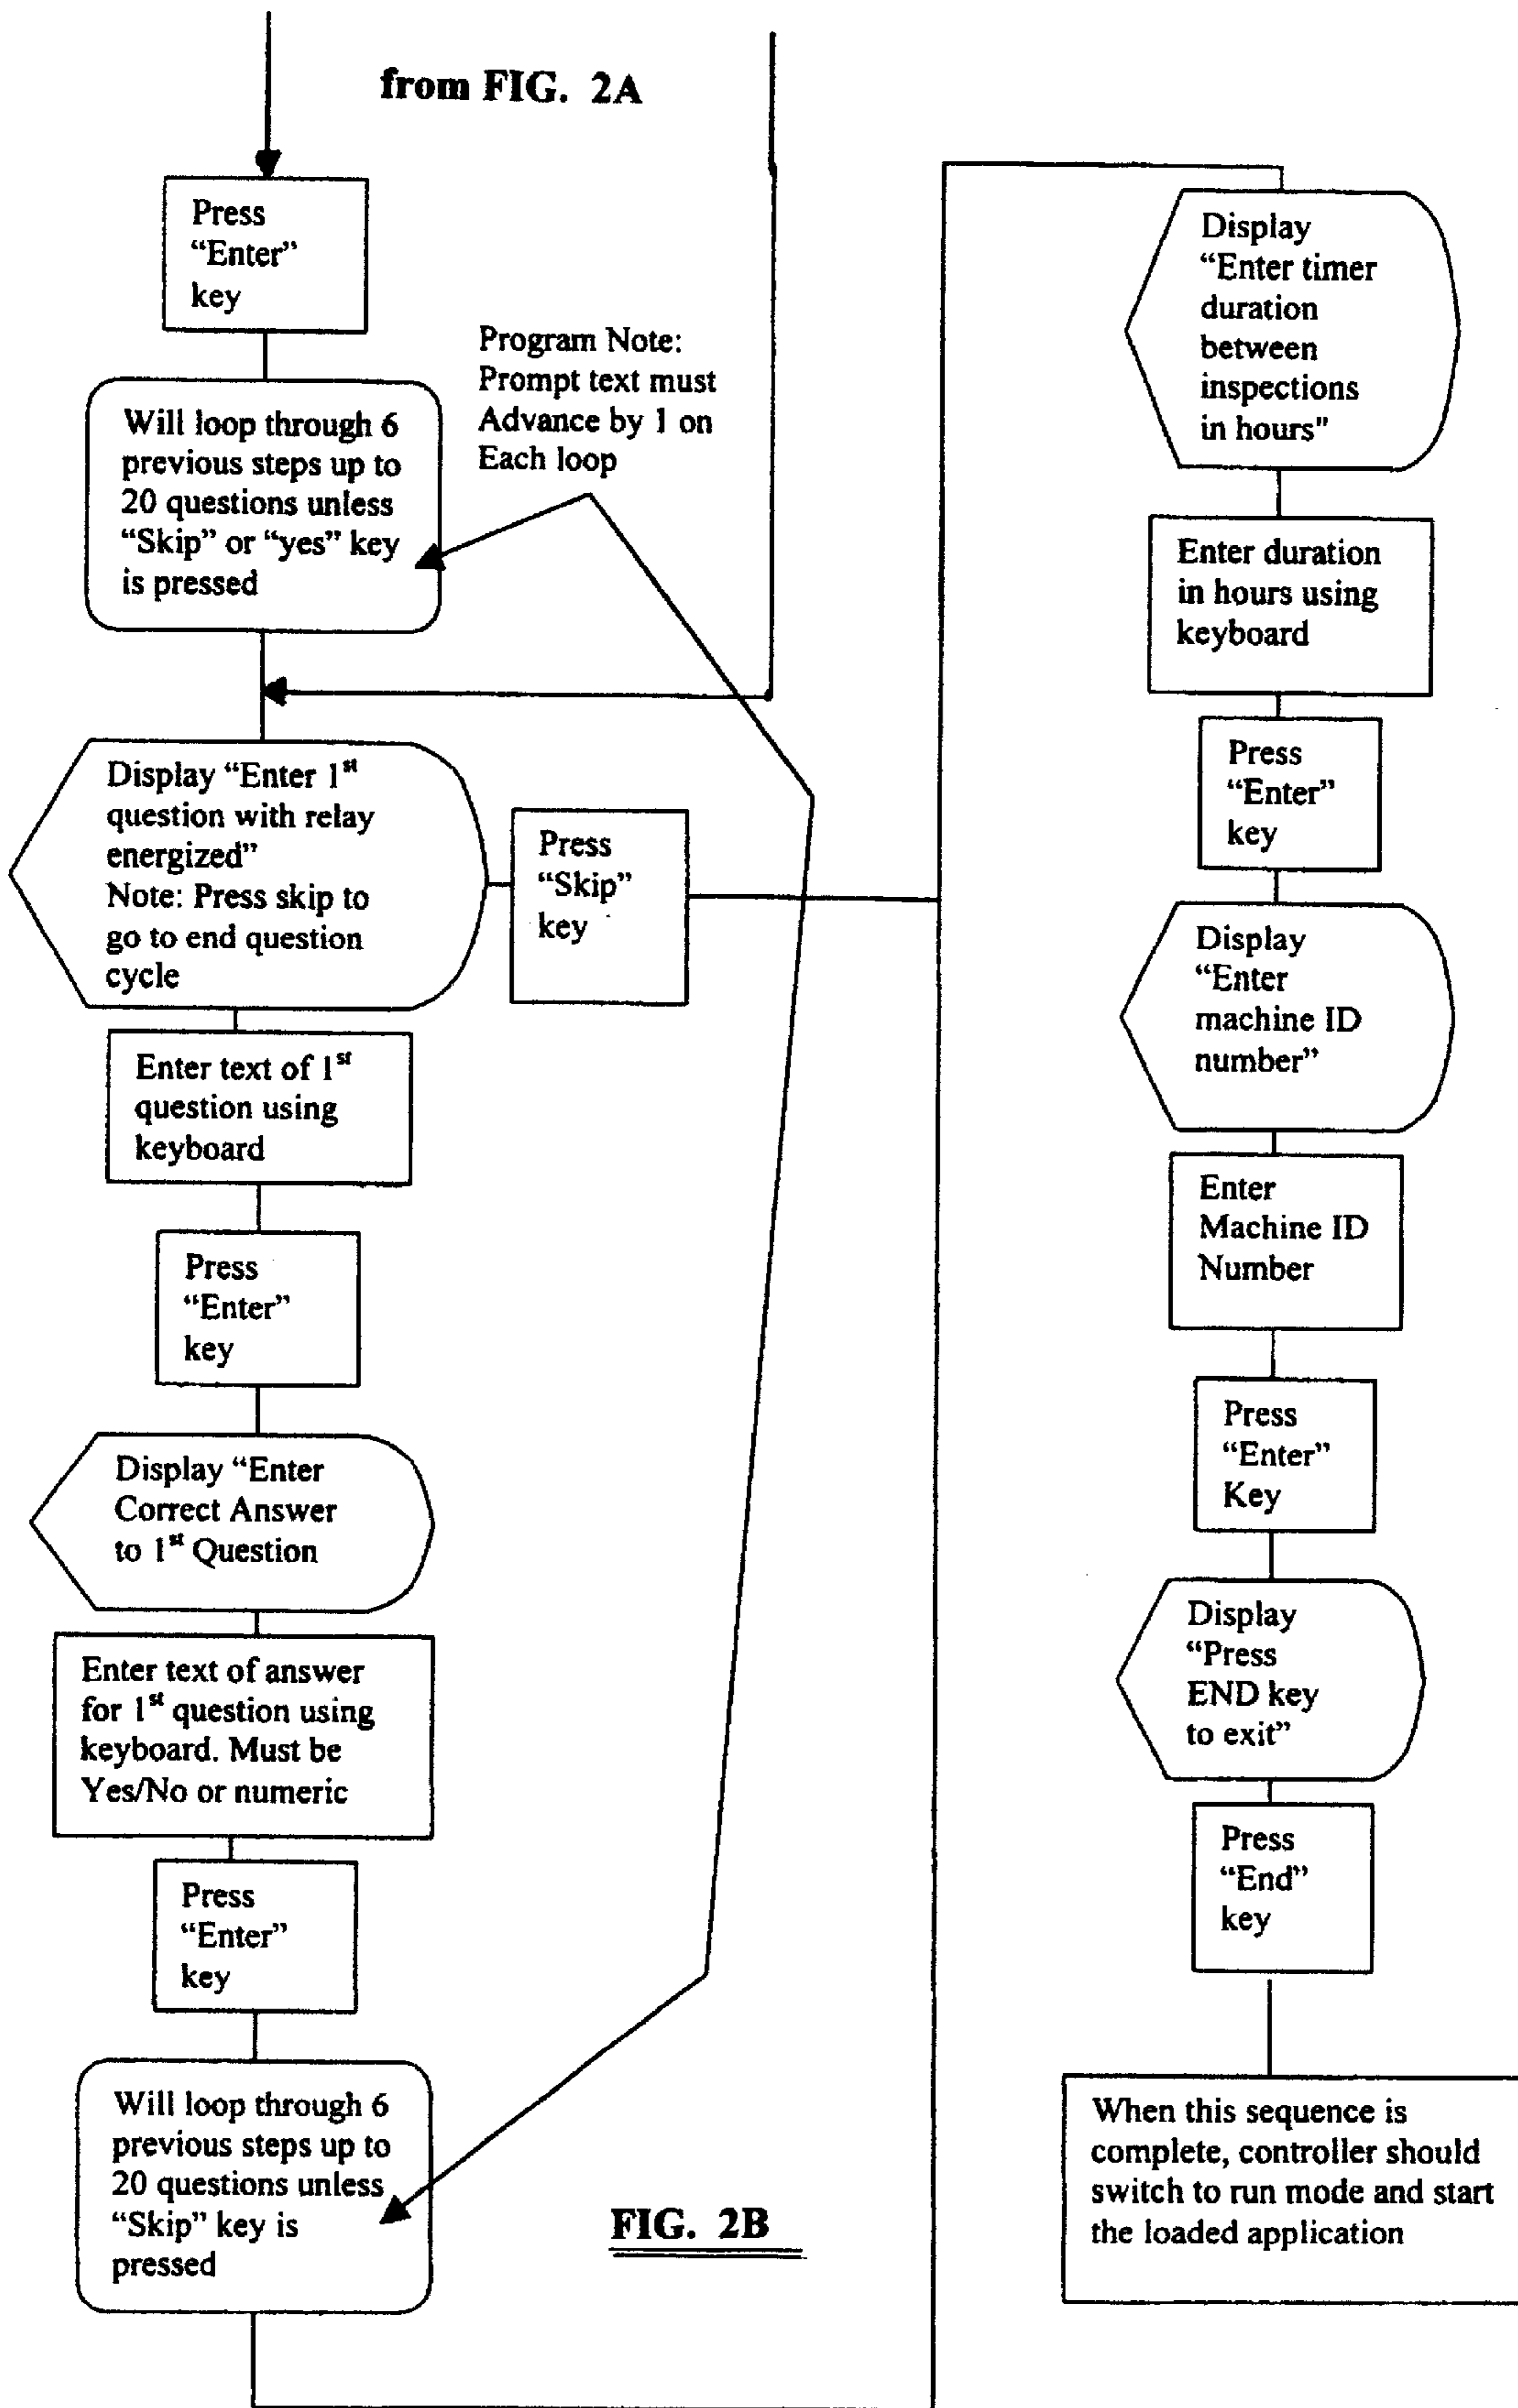 from FIG. 2A
Press
“Enter”
key
Will loop through 6
previous steps up to
20 questions unless
“Skip” or “yes” key
is pressed
Program Note:
Prompt text must
Advance by 1 on
Each loop
Display “Enter 1st
question with relay
energized”
Note: Press skip to
go to end question
cycle
Press
“Skip”
key
Enter text of 1st
question using
keyboard
Press
“Enter”
key
Display “Enter
Correct Answer
to 1st Question
Enter text of answer
for 1st question using
keyboard. Must be
Yes/No or numeric
Press
“Enter”
key
Will loop through 6
previous steps up to
20 questions unless
“Skip” key is
pressed
Display
“Enter timer
duration
between
inspections
in hours"
Enter duration
in hours using
keyboard
Press
“Enter”
key
Display
“Enter
machine ID
number”
Enter
Machine ID
Number
Press
“Enter”
Key
Display
“Press
END key
to exit”
Press
“End”
key
When this sequence is
complete, controller should
switch to run mode and start
the loaded application
FIG. 2B